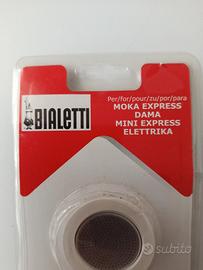 BIALETTI
Per/for/pour/zu/por/para
MOKA EXPRESS
DAMA
MINI EXPRESS
ELETTRIKA
subito